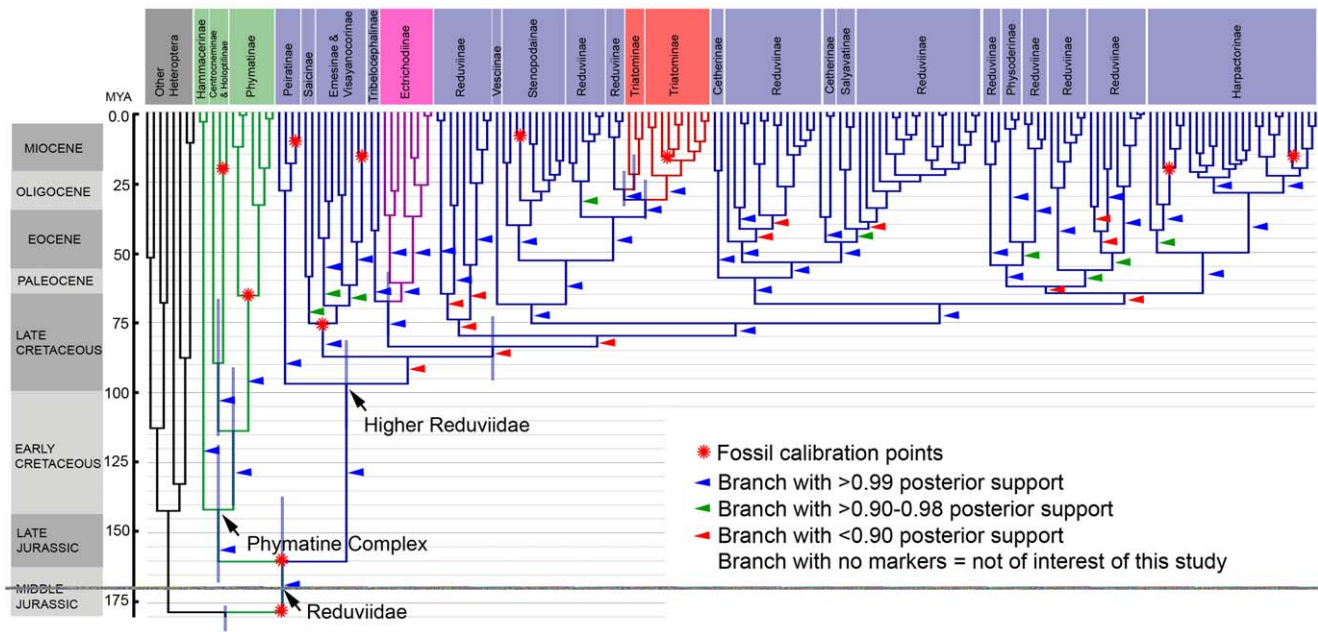 Other
Heteroptera
Hammacerinae
Centrocneminae
& Holoptilinae
Phymatinae
Peiratinae
Saicinae
Emesinae &
Visayanocorinae
Tribelocephalinae
Ectrichodiinae
Reduviinae
Vesciinae
Stenopodainae
Reduviinae
Reduviinae
Triatominae
Triatominae
Cetherinae
Reduviinae
Cetherinae
Salyavatinae
Reduviinae
Reduviinae
Physoderinae
Reduviinae
Reduviinae
Reduviinae
Harpactorinae
MYA
0.0
MIOCENE
25
OLIGOCENE
EOCENE
50
PALEOCENE
75
LATE
CRETACEOUS
100
Higher Reduviidae
EARLY
CRETACEOUS
125
Fossil calibration points
Branch with >0.99 posterior support
Branch with >0.90-0.98 posterior support
Branch with <0.90 posterior support
Branch with no markers = not of interest of this study
150
LATE
JURASSIC
Phymatine Complex
MIDDLE
JURASSIC
175
Reduviidae